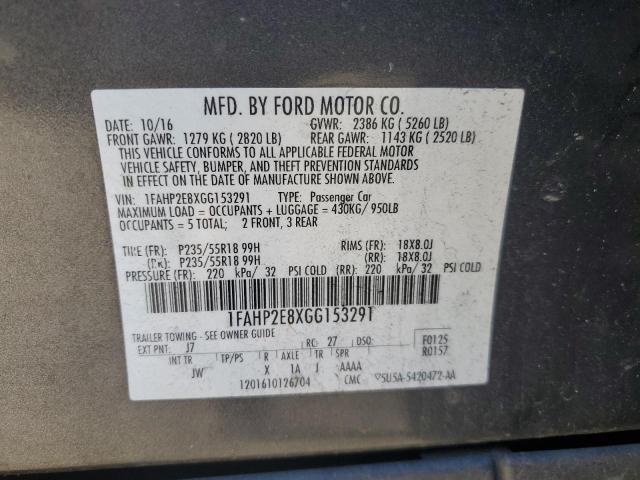 MFD. BY FORD MOTOR CO.
DATE: 10/16 GVWR: 2386 KG ( 5260 LB)
FRONT GAWR: 1279 KG ( 2820 LB) REAR GAWR: 1143 KG ( 2520 LB)
THIS VEHICLE CONFORMS TO ALL APPLICABLE FEDERAL MOTOR
VEHICLE SAFETY, BUMPER, AND THEFT PREVENTION STANDARDS
IN EFFECT ON THE DATE OF MANUFACTURE SHOWN ABOVE.
VIN: 1FAHP2E8XGG153291 TYPE: Passenger Car
MAXIMUM LOAD = OCCUPANTS + LUGGAGE = 430KG/ 950LB
OCCUPANTS = 5 TOTAL; 2 FRONT, 3 REAR
TIRE (FR): P235/55R18 99H RIMS (FR): 18X8.0J
(RR): P235/55R18 99H (RR): 18X8.0J
PRESSURE (FR): 220 kPa/ 32 PSI COLD (RR): 220 kPa/ 32 PSI COLD
1FAHP2E8XGG153291
TRAILER TOWING - SEE OWNER GUIDE
EXT PNT: J7 RC: 27 DSO: F0125
INT TR TP/PS R AXLE TR SPR R0157
JW X 1A J AAAA
1201610126704 CMC 5U5A-5420472-AA